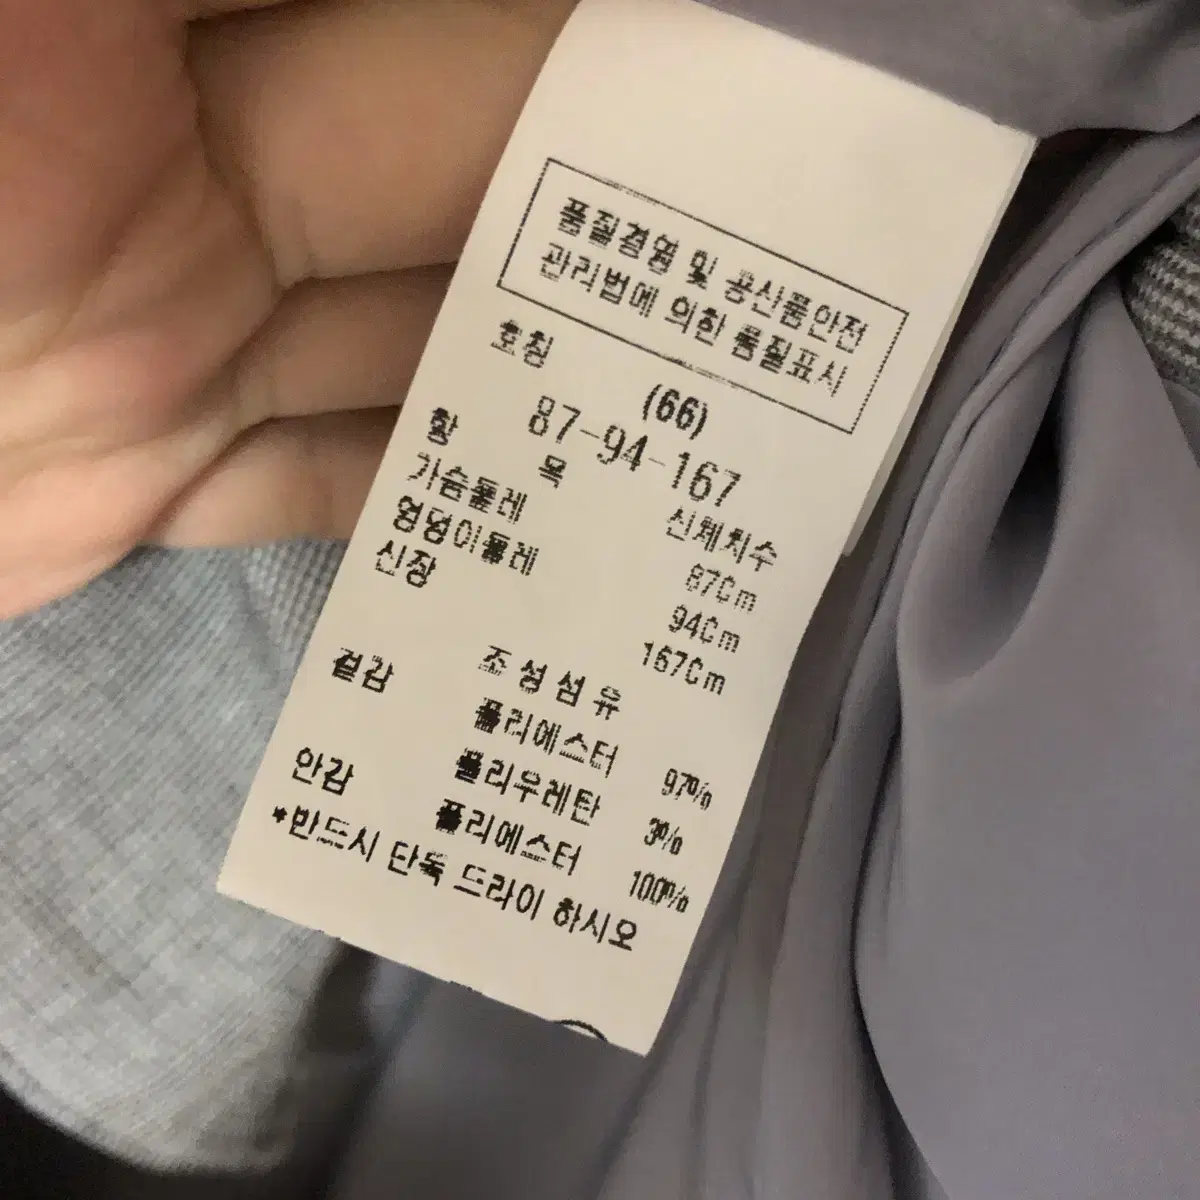 품질경영 및 공산품안전
관리법에 의한 품질표시
호칭 (66)
87-94-167
항 목 신체치수
가슴둘레 87Cm
엉덩이둘레 94Cm
신장 167Cm
조성섬유
겉감 폴리에스터 97%
폴리우레탄 3%
안감 폴리에스터 100%
*반드시 단독 드라이 하시오